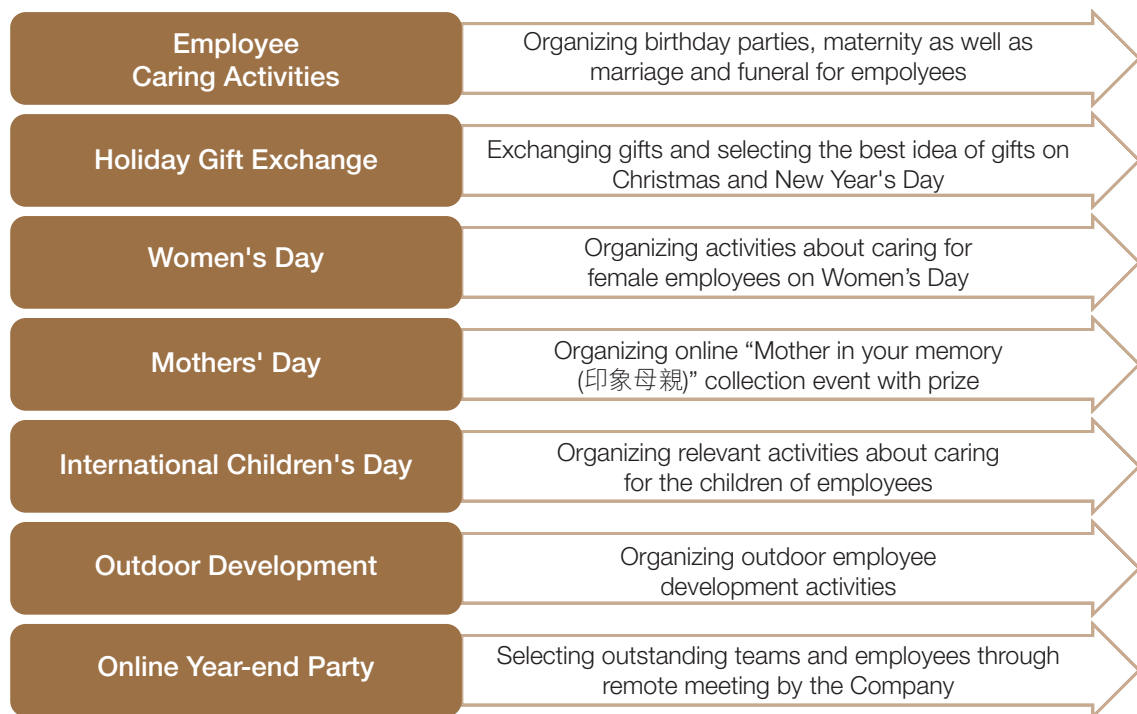 Employee
Caring Activities
Organizing birthday parties, maternity as well as
marriage and funeral for empolyees
Holiday Gift Exchange
Exchanging gifts and selecting the best idea of gifts on
Christmas and New Year's Day
Women's Day
Organizing activities about caring for
female employees on Women’s Day
Mothers' Day
Organizing online “Mother in your memory
(印象母親)” collection event with prize
International Children's Day
Organizing relevant activities about caring
for the children of employees
Outdoor Development
Organizing outdoor employee
development activities
Online Year-end Party
Selecting outstanding teams and employees through
remote meeting by the Company